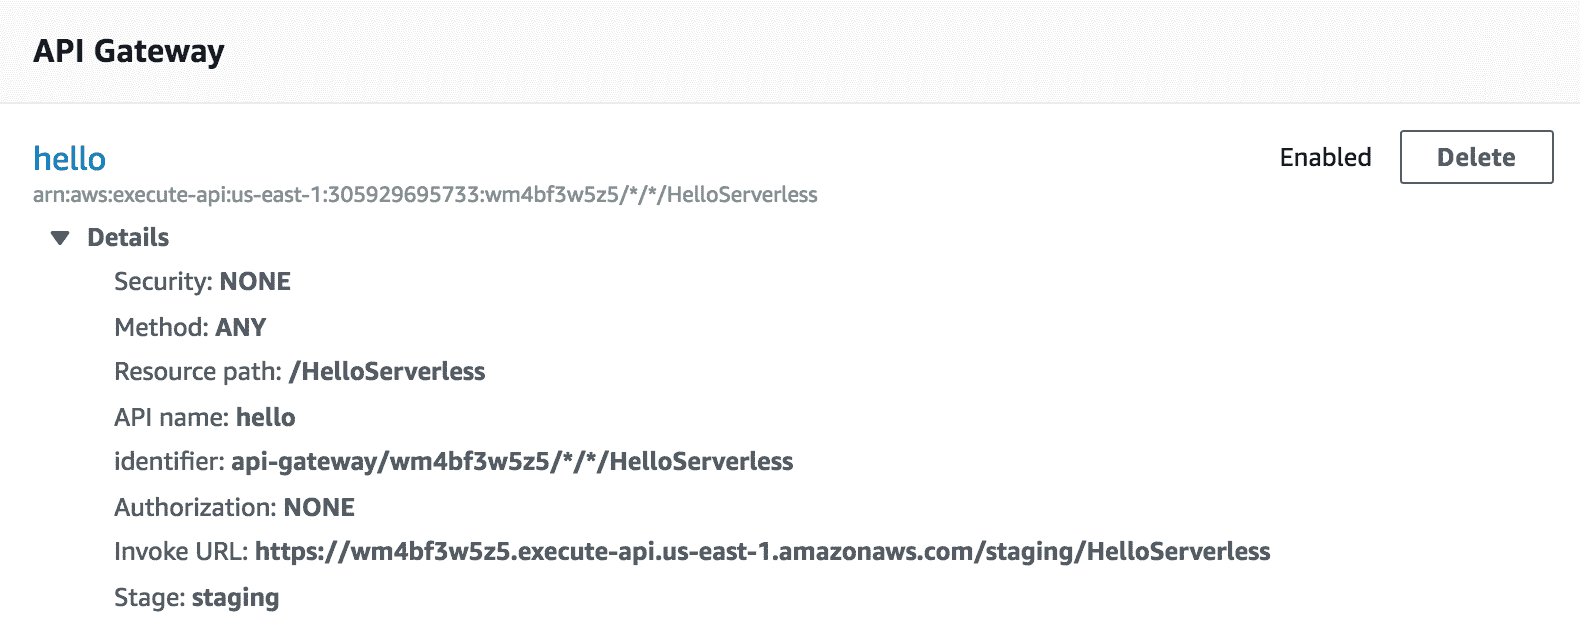 API Gateway
hello
Enabled
Delete
arn:aws:execute-api:us-east-1:305929695733:wm4bf3w5z5/*/*/HelloServerless
Details
Security: NONE
Method: ANY
Resource path: /HelloServerless
API name: hello
identifier: api-gateway/wm4bf3w5z5/*/*/HelloServerless
Authorization: NONE
Invoke URL: https://wm4bf3w5z5.execute-api.us-east-1.amazonaws.com/staging/HelloServerless
Stage: staging